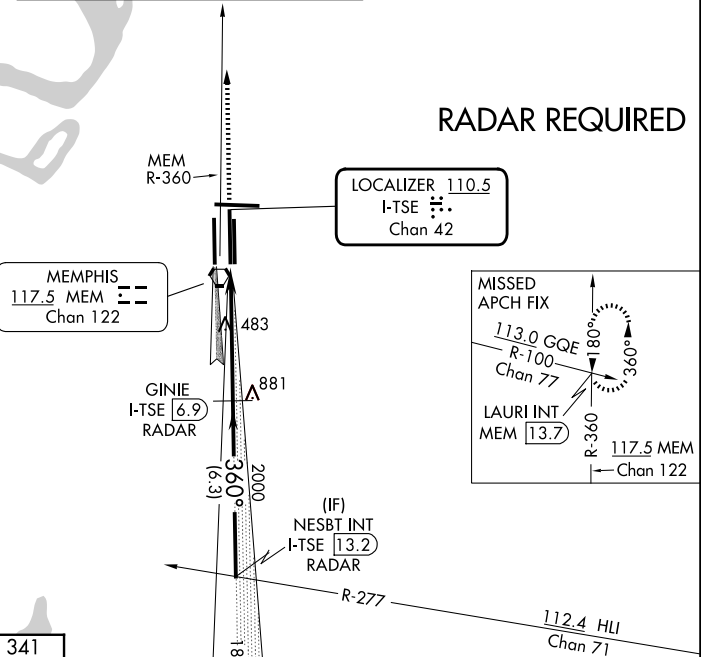 RADAR REQUIRED
MEM
R-360
LOCALIZER 110.5
I-TSE
Chan 42
MEMPHIS
117.5 MEM
Chan 122
483
881
GINIE
I-TSE 6.9
RADAR
360°
(6.3)
2000
(IF)
NESBT INT
I-TSE 13.2
RADAR
R-277
112.4 HLI
Chan 71
MISSED
APCH FIX
113.0 GQE
R-100
Chan 77
180°
360°
LAURI INT
MEM 13.7
R-360
117.5 MEM
Chan 122
341
18